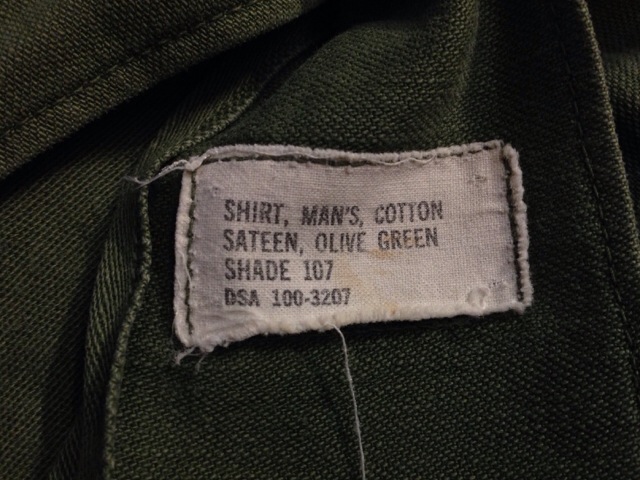 SHIRT, MAN'S, COTTON
SATEEN, OLIVE GREEN
SHADE 107
DSA 100-3207